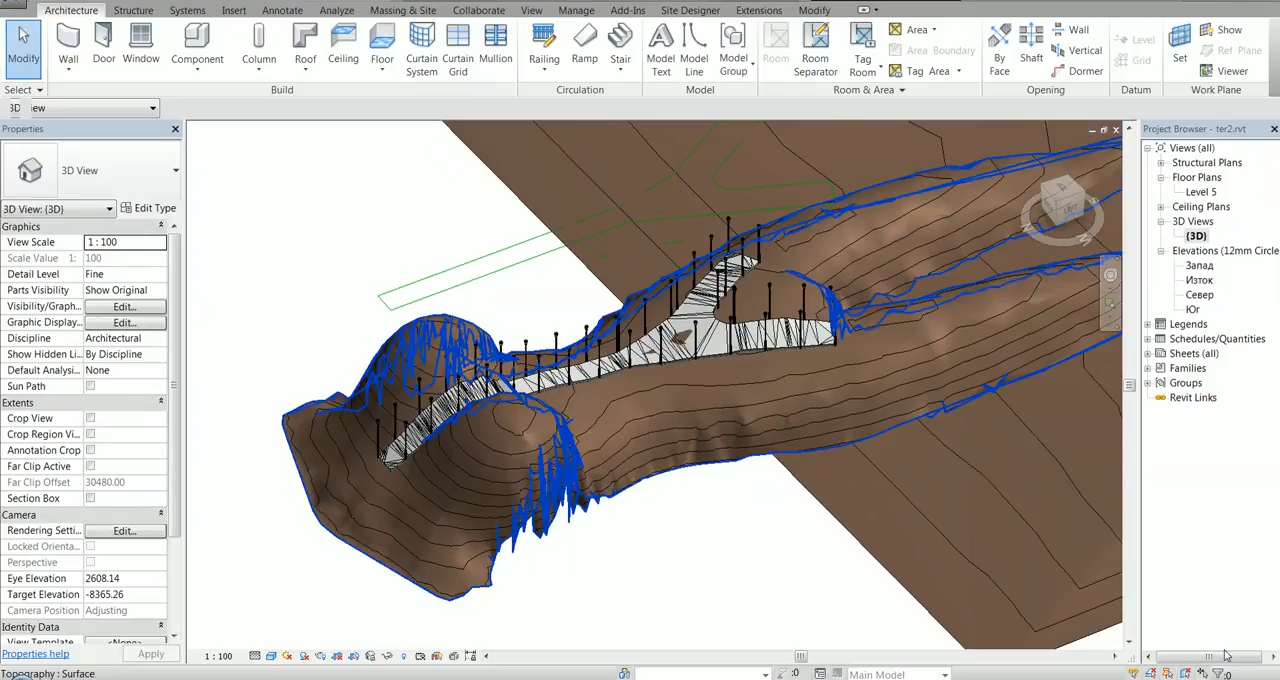 Architecture Structure Systems Insert Annotate Analyze Massing & Site Collaborate View Manage Add-Ins Site Designer Extensions Modify
Modify Wall Door Window Component Column Roof Ceiling Floor Curtain System Curtain Grid Mullion Railing Ramp Stair Model Text Model Line Model Group Room Room Separator Tag Room Area Area Boundary Tag Area By Face Shaft Wall Vertical Dormer Level Grid Set Show Ref Plane Viewer
Select Build Circulation Model Room & Area Opening Datum Work Plane
3D iew
Properties
3D View
3D View: {3D} Edit Type
Graphics
View Scale 1 : 100
Scale Value 1: 100
Detail Level Fine
Parts Visibility Show Original
Visibility/Graph... Edit...
Graphic Display... Edit...
Discipline Architectural
Show Hidden Li... By Discipline
Default Analysi... None
Sun Path
Extents
Crop View
Crop Region Vi...
Annotation Crop
Far Clip Active
Far Clip Offset 30480.00
Section Box
Camera
Rendering Setti... Edit...
Locked Orienta...
Perspective
Eye Elevation 2608.14
Target Elevation -8365.26
Camera Position Adjusting
Identity Data
View Template <None>
Properties help Apply
Topography : Surface
1 : 100
:0 Main Model
:0
Project Browser - ter2.rvt
Views (all)
Structural Plans
Floor Plans
Level 5
Ceiling Plans
3D Views
{3D}
Elevations (12mm Circle
Запад
Изток
Север
Юг
Legends
Schedules/Quantities
Sheets (all)
Families
Groups
Revit Links